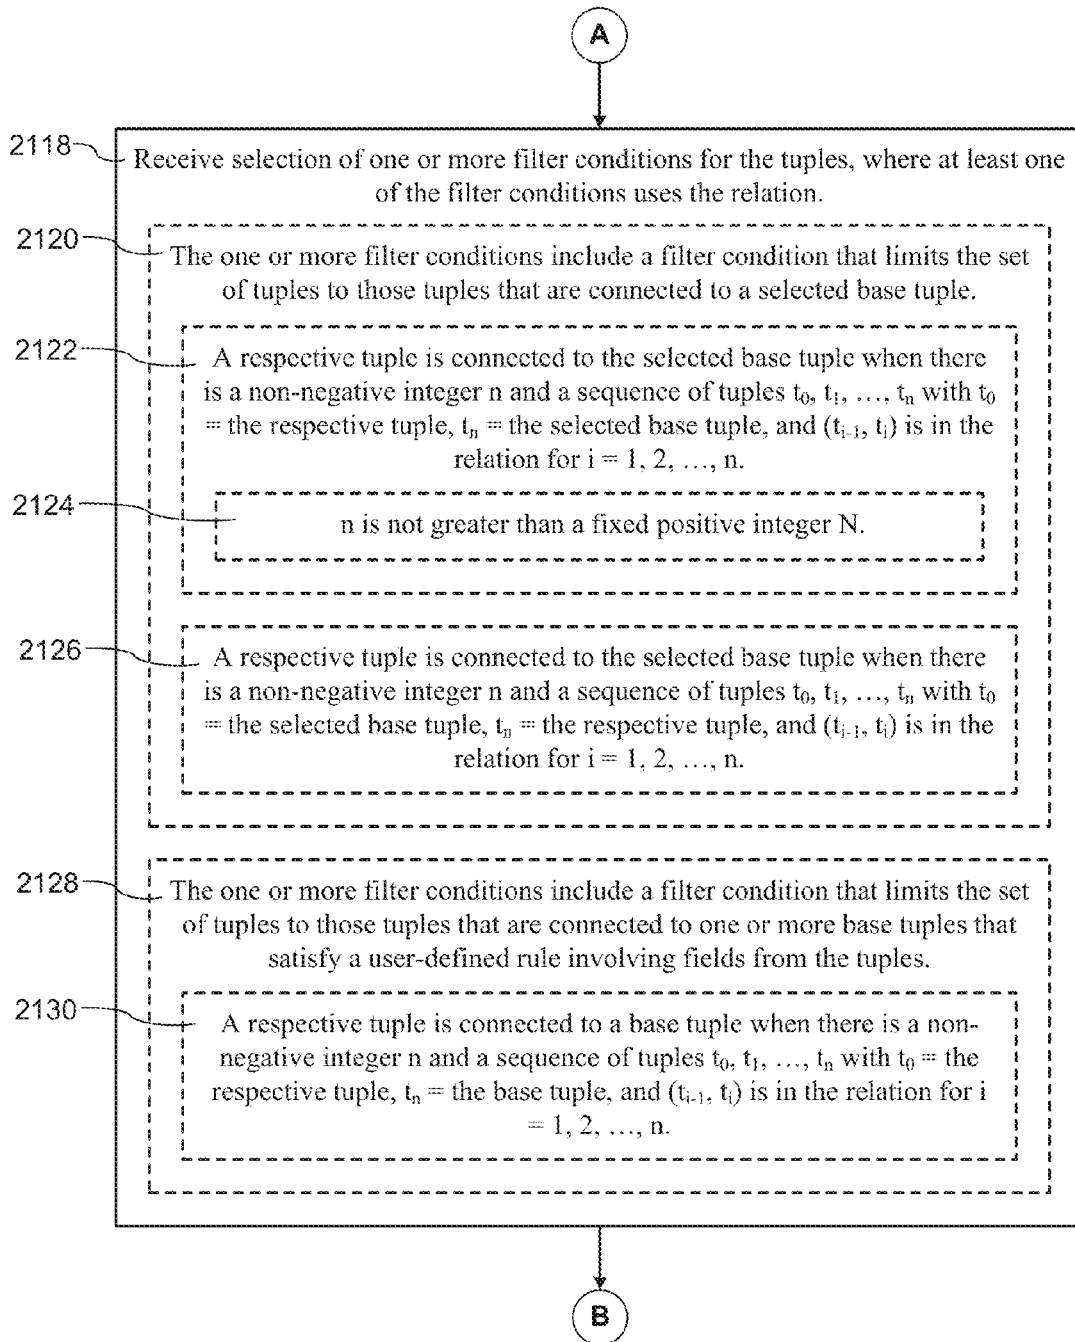 A
2118
Receive selection of one or more filter conditions for the tuples, where at least one
of the filter conditions uses the relation.
2120
The one or more filter conditions include a filter condition that limits the set
of tuples to those tuples that are connected to a selected base tuple.
2122
A respective tuple is connected to the selected base tuple when there
is a non-negative integer n and a sequence of tuples t₀, t₁, …, tₙ with t₀
= the respective tuple, tₙ = the selected base tuple, and (tᵢ₋₁, tᵢ) is in the
relation for i = 1, 2, …, n.
2124
n is not greater than a fixed positive integer N.
2126
A respective tuple is connected to the selected base tuple when there
is a non-negative integer n and a sequence of tuples t₀, t₁, …, tₙ with t₀
= the selected base tuple, tₙ = the respective tuple, and (tᵢ₋₁, tᵢ) is in the
relation for i = 1, 2, …, n.
2128
The one or more filter conditions include a filter condition that limits the set
of tuples to those tuples that are connected to one or more base tuples that
satisfy a user-defined rule involving fields from the tuples.
2130
A respective tuple is connected to a base tuple when there is a non-
negative integer n and a sequence of tuples t₀, t₁, …, tₙ with t₀ = the
respective tuple, tₙ = the base tuple, and (tᵢ₋₁, tᵢ) is in the relation for i
= 1, 2, …, n.
B